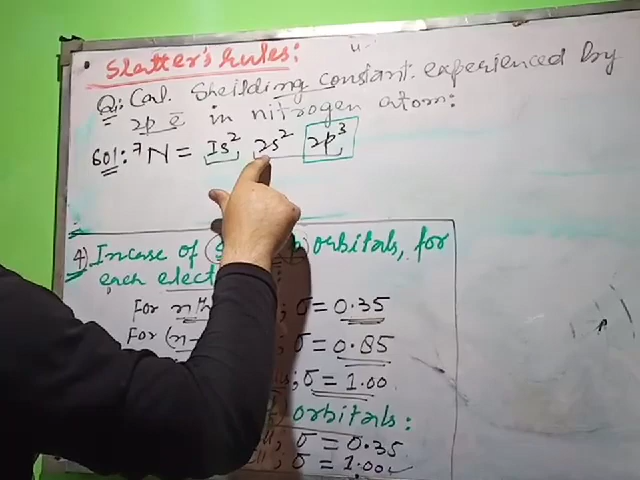 Slatter's Rules:
Q: Cal. Sheilding constant experienced by
2p e̅ in nitrogen atom:
Sol: ⁷N = 1s² 2s² 2p³
4) Incase of orbitals, for
each elect
For nth ; σ = 0.35
For (n- ; σ = 0.85
; σ = 1.00
orbitals:
; σ = 0.35
; σ = 1.00